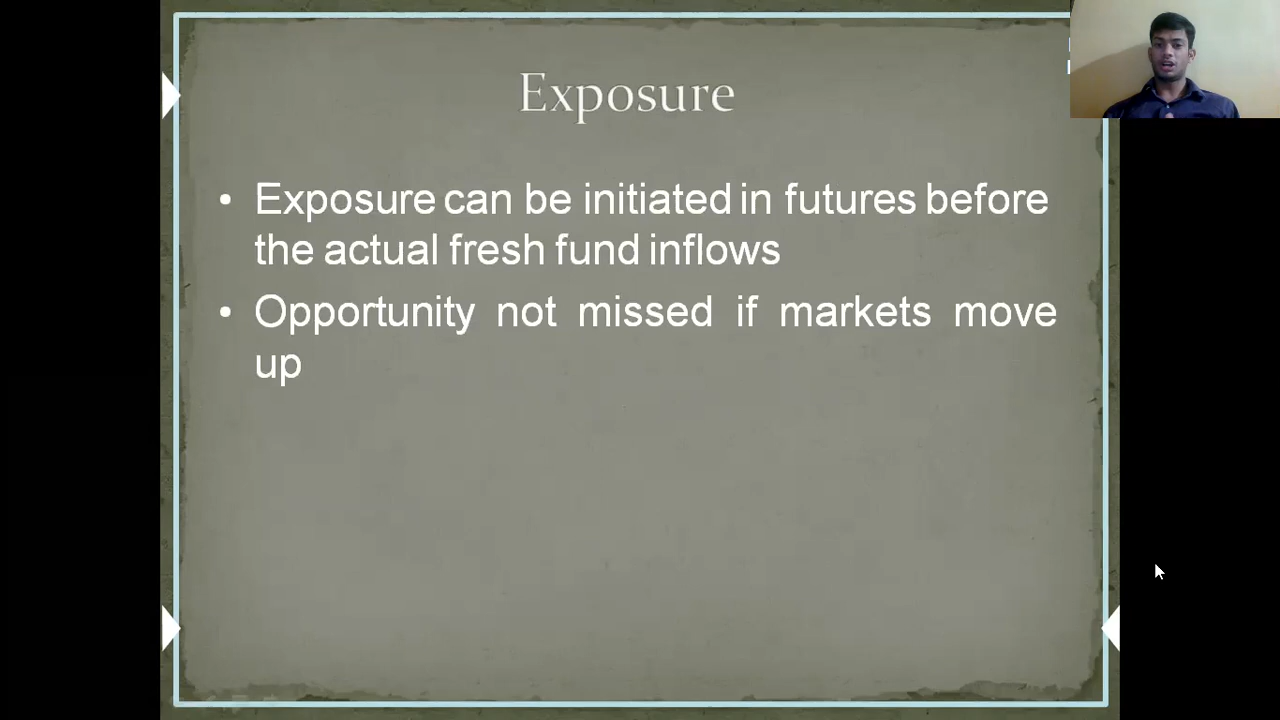 Exposure
• Exposure can be initiated in futures before
the actual fresh fund inflows
• Opportunity not missed if markets move
up